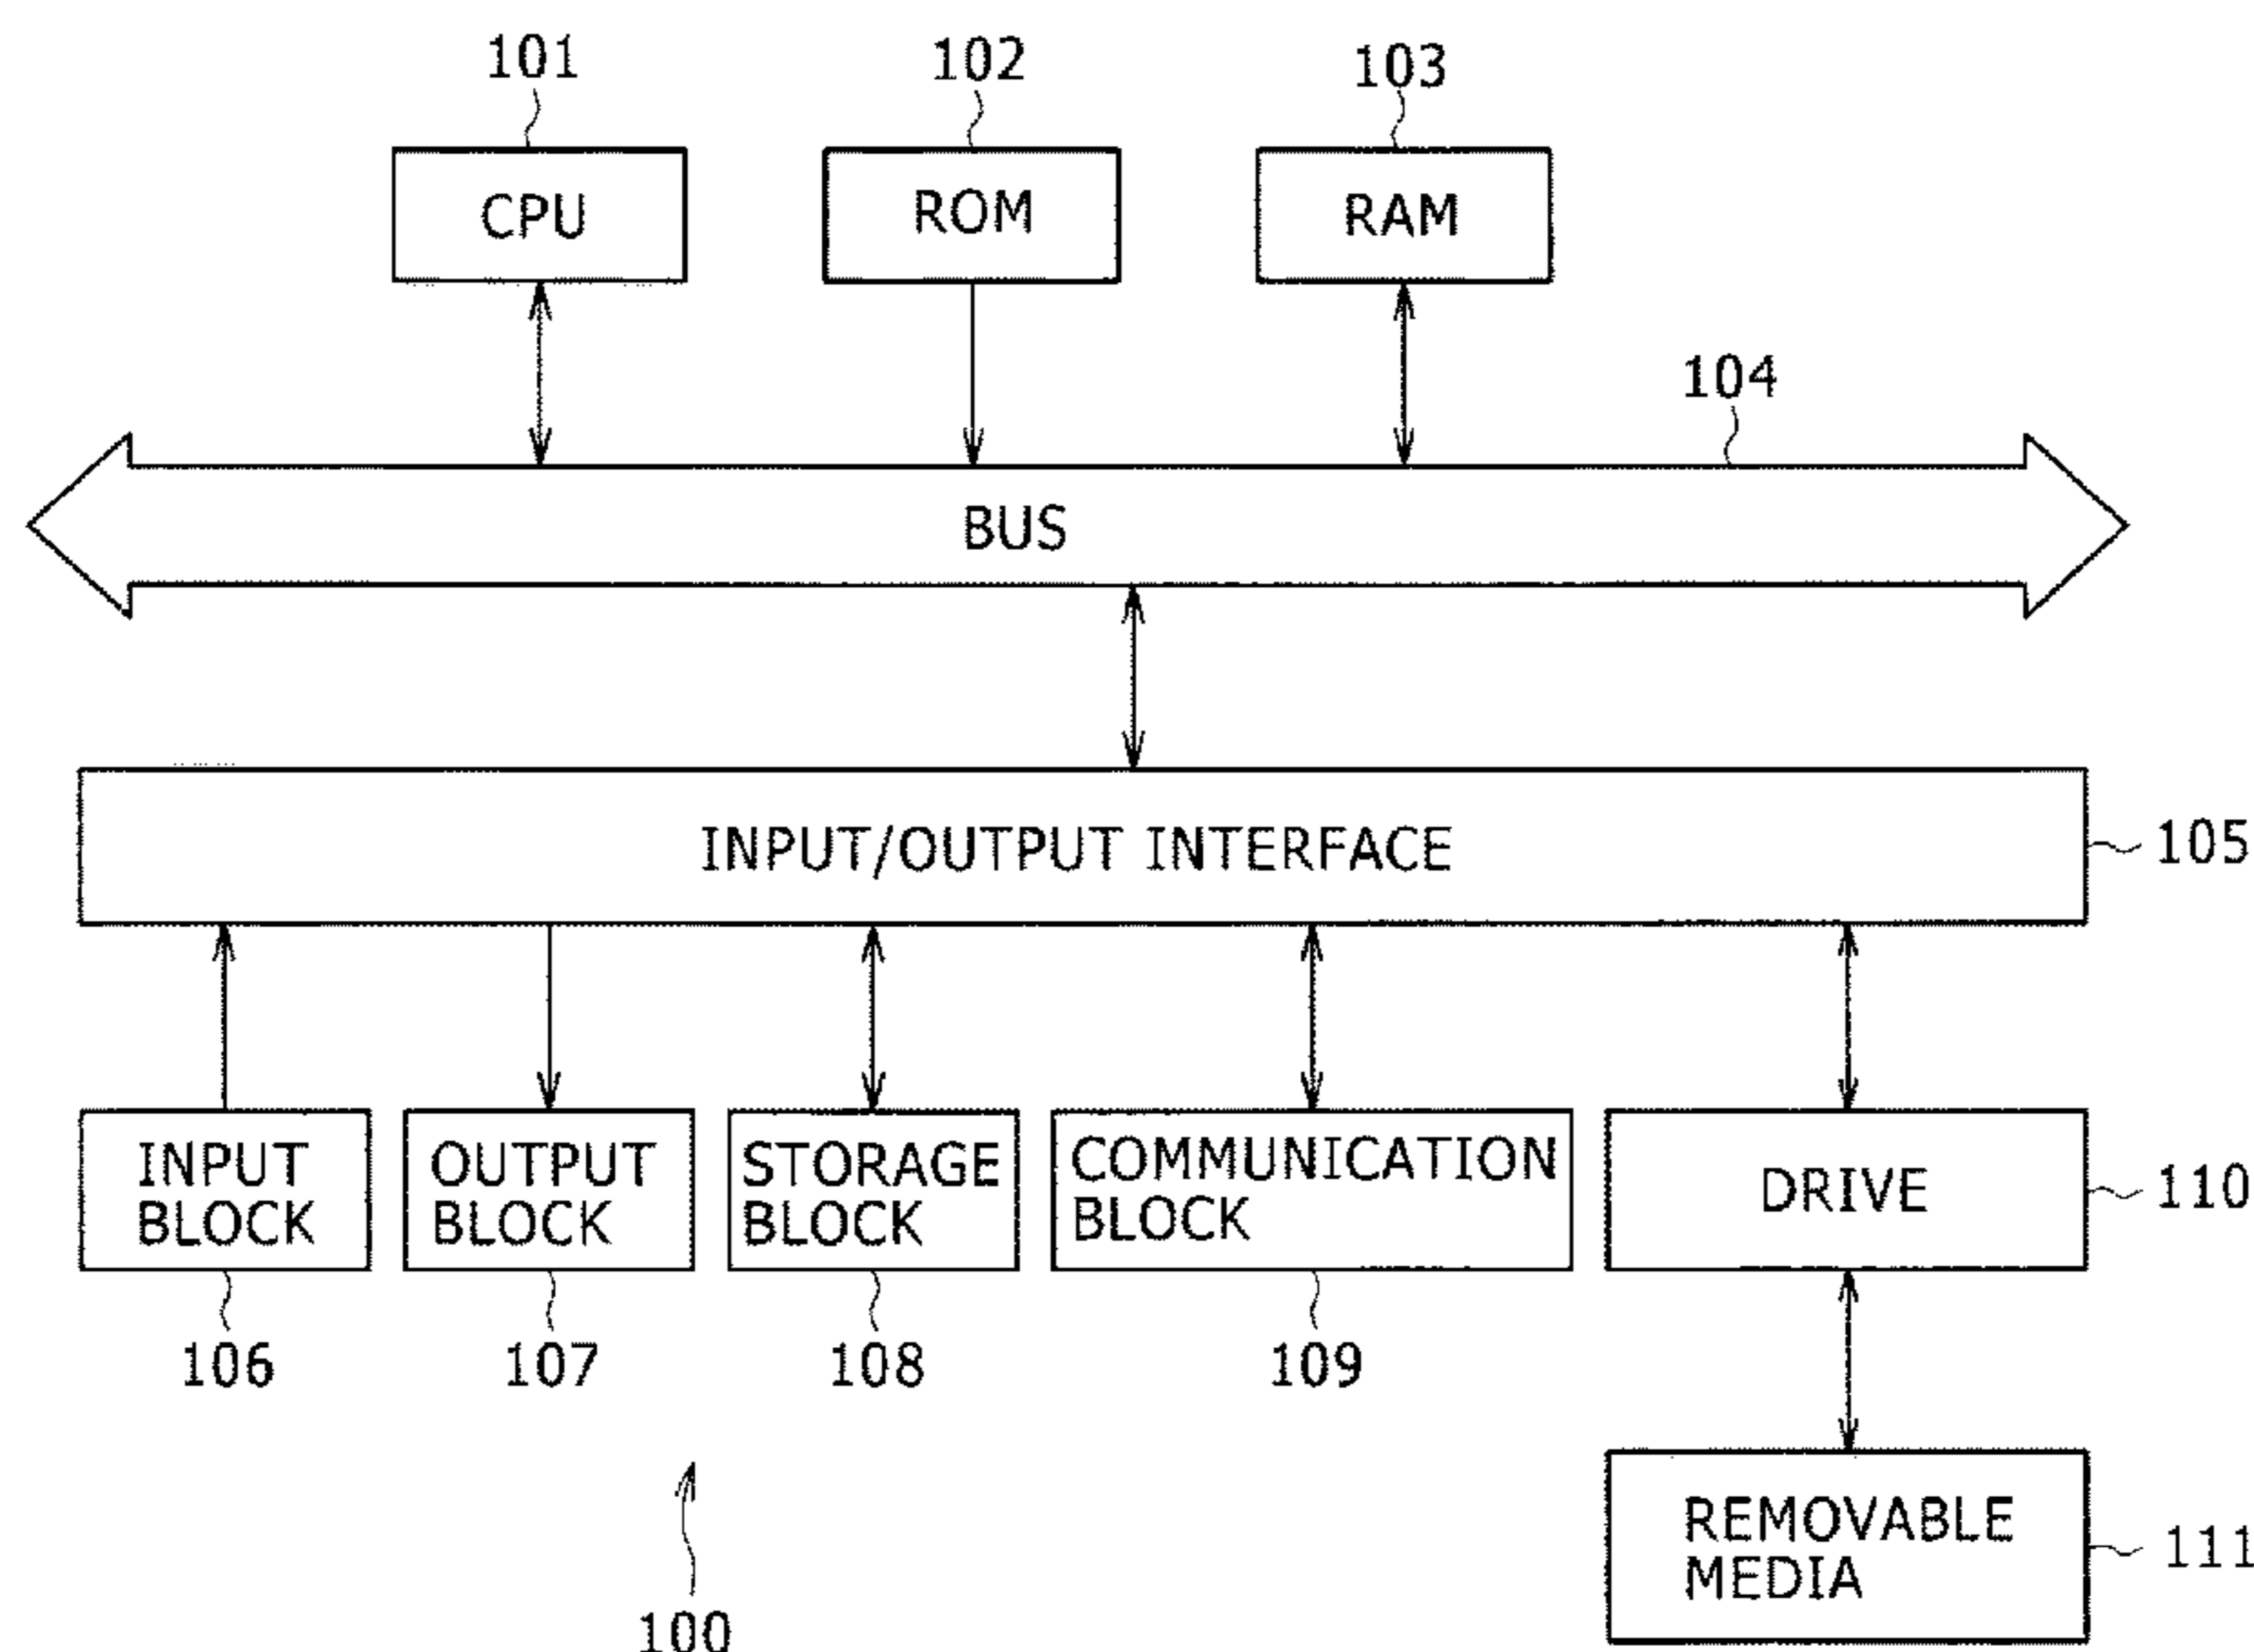 101
102
103
CPU
ROM
RAM
104
BUS
INPUT/OUTPUT INTERFACE
105
INPUT
BLOCK
OUTPUT
BLOCK
STORAGE
BLOCK
COMMUNICATION
BLOCK
DRIVE
110
106
107
108
109
REMOVABLE
MEDIA
111
100